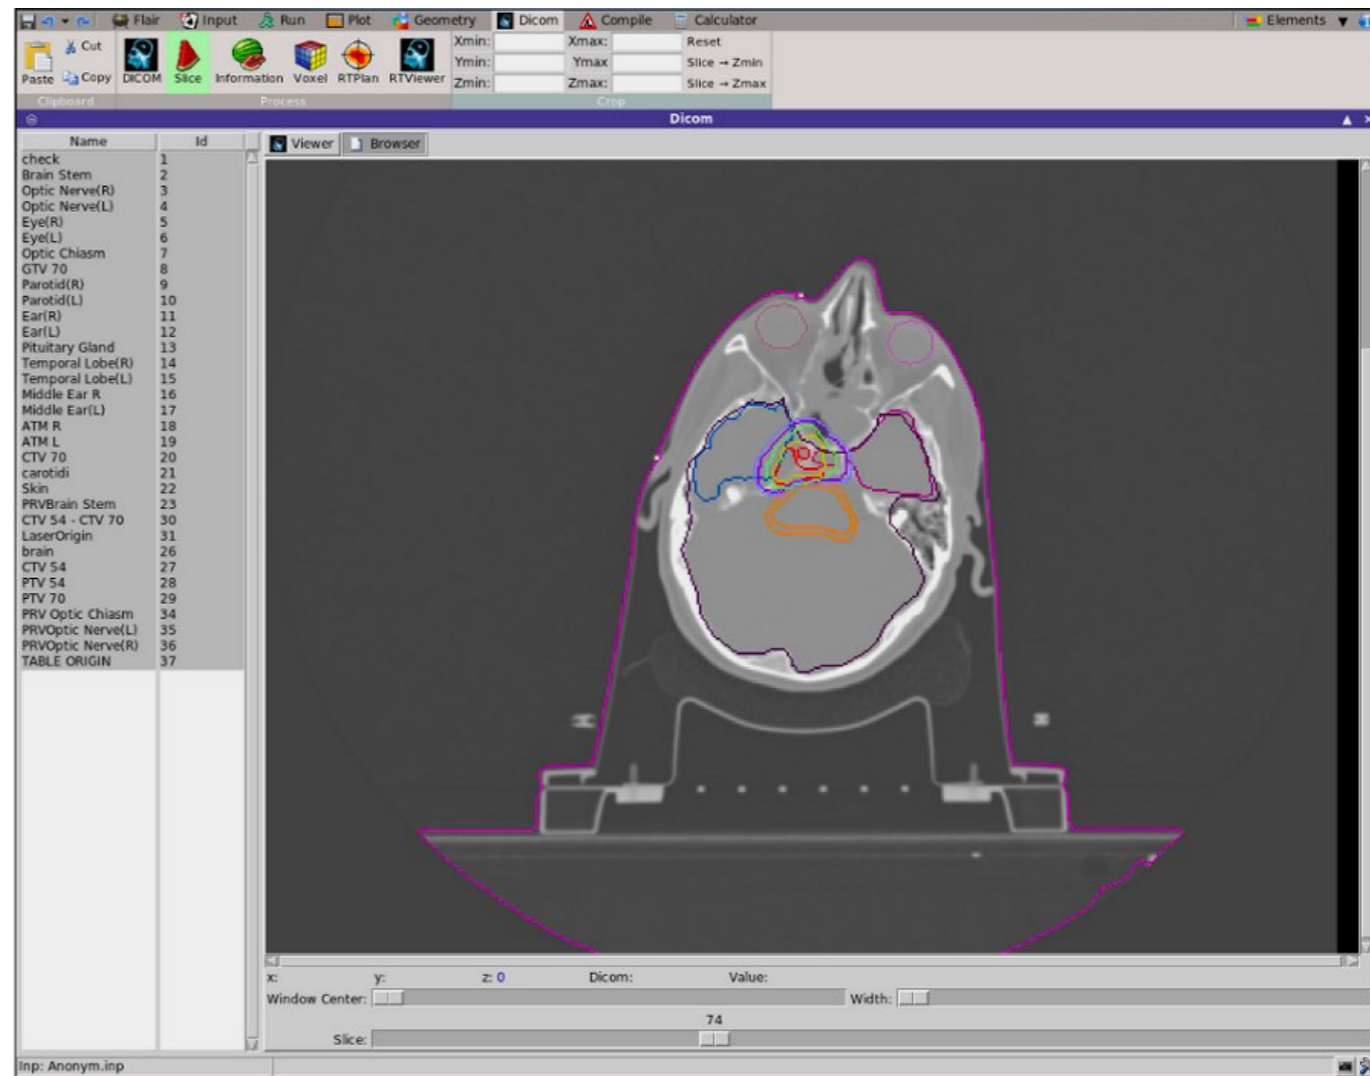 Flair Input Run Plot Geometry Dicom Compile Calculator Elements
Paste Cut Copy DICOM Slice Information Voxel RTPlan RTViewer
Xmin: Xmax: Reset
Ymin: Ymax Slice → Zmin
Zmin: Zmax: Slice → Zmax
Clipboard Process Crop
Dicom
Name Id
Viewer Browser
check 1
Brain Stem 2
Optic Nerve(R) 3
Optic Nerve(L) 4
Eye(R) 5
Eye(L) 6
Optic Chiasm 7
GTV 70 8
Parotid(R) 9
Parotid(L) 10
Ear(R) 11
Ear(L) 12
Pituitary Gland 13
Temporal Lobe(R) 14
Temporal Lobe(L) 15
Middle Ear R 16
Middle Ear(L) 17
ATM R 18
ATM L 19
CTV 70 20
carotidi 21
Skin 22
PRVBrain Stem 23
CTV 54 - CTV 70 30
LaserOrigin 31
brain 26
CTV 54 27
PTV 54 28
PTV 70 29
PRV Optic Chiasm 34
PRVOptic Nerve(L) 35
PRVOptic Nerve(R) 36
TABLE ORIGIN 37
x: y: z: 0 Dicom: Value:
Window Center: Width:
74
Slice:
Inp: Anonym.inp